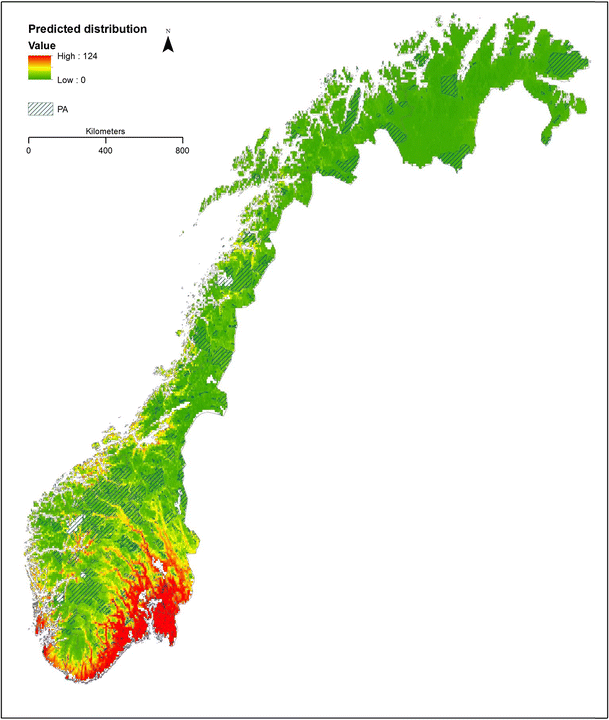 Predicted distribution
Value
High : 124
Low : 0
PA
Kilometers
0 400 800
N